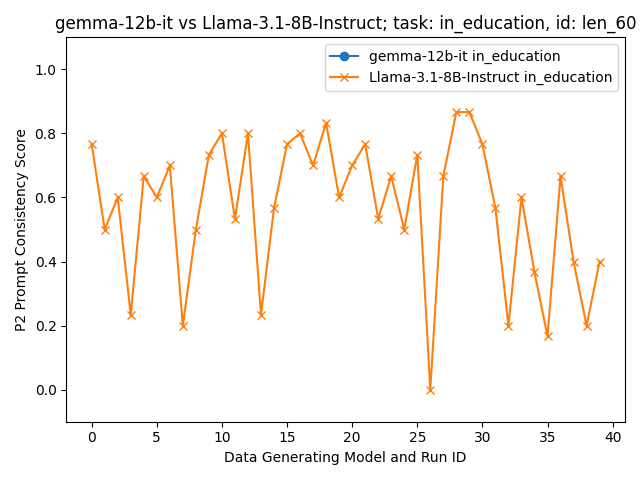 gemma-12b-it vs Llama-3.1-8B-Instruct; task: in_education, id: len_60
gemma-12b-it in_education
Llama-3.1-8B-Instruct in_education
P2 Prompt Consistency Score
1.0
0.8
0.6
0.4
0.2
0.0
0 5 10 15 20 25 30 35 40
Data Generating Model and Run ID